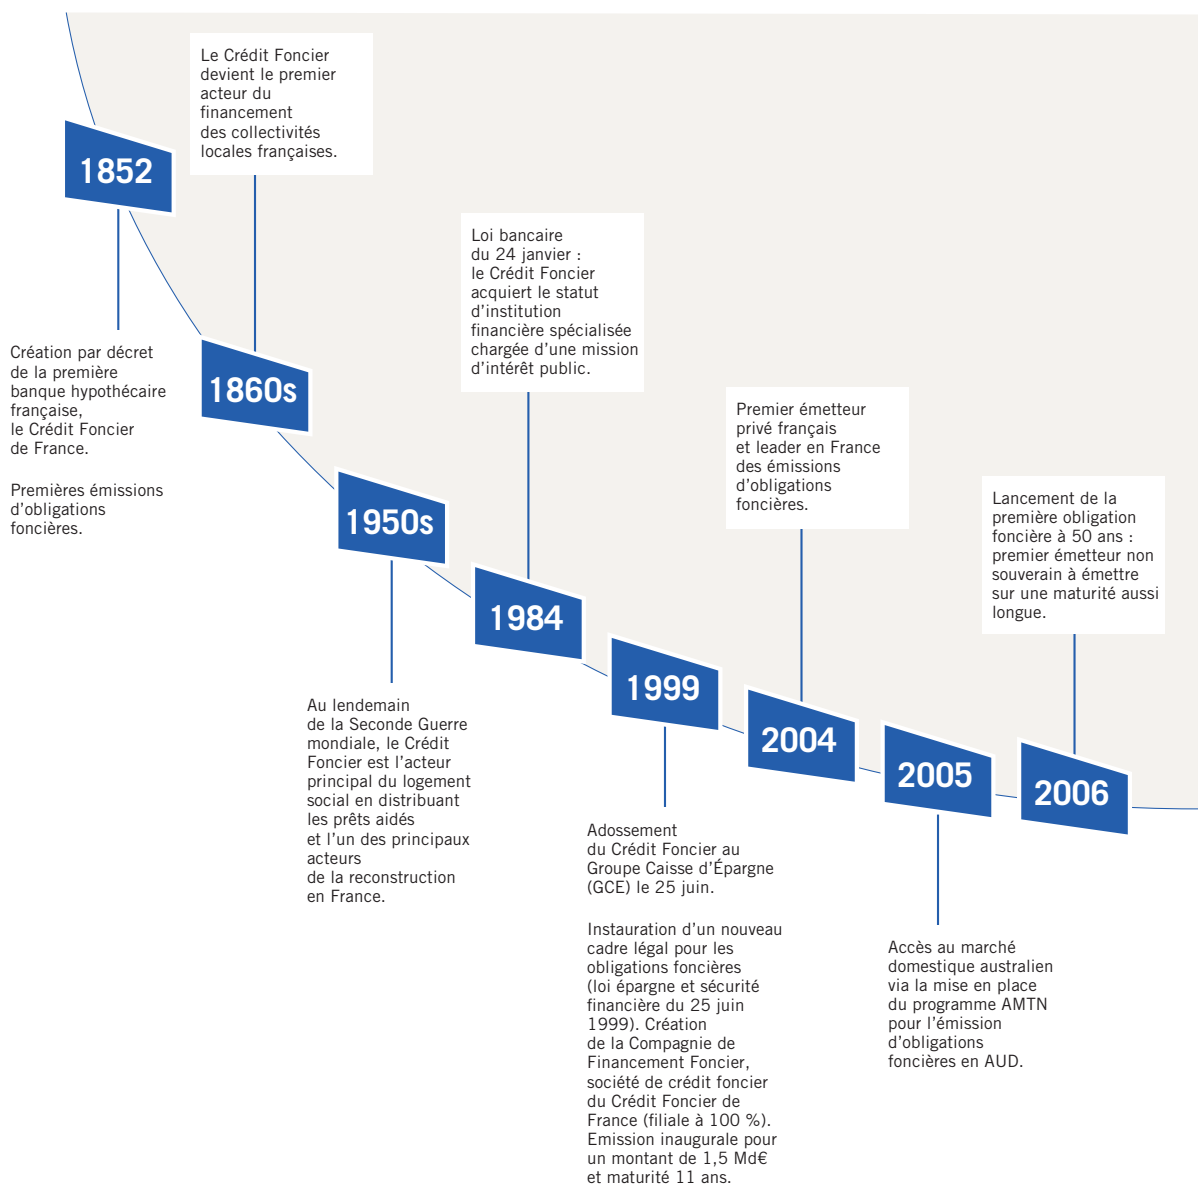 1852
Création par décret
de la première
banque hypothécaire
française,
le Crédit Foncier
de France.
Premières émissions
d'obligations
foncières.
Le Crédit Foncier
devient le premier
acteur du
financement
des collectivités
locales françaises.
1860s
1950s
Au lendemain
de la Seconde Guerre
mondiale, le Crédit
Foncier est l'acteur
principal du logement
social en distribuant
les prêts aidés
et l'un des principaux
acteurs
de la reconstruction
en France.
Loi bancaire
du 24 janvier :
le Crédit Foncier
acquiert le statut
d'institution
financière spécialisée
chargée d'une mission
d'intérêt public.
1984
1999
Adossement
du Crédit Foncier au
Groupe Caisse d'Épargne
(GCE) le 25 juin.
Instauration d'un nouveau
cadre légal pour les
obligations foncières
(loi épargne et sécurité
financière du 25 juin
1999). Création
de la Compagnie de
Financement Foncier,
société de crédit foncier
du Crédit Foncier de
France (filiale à 100 %).
Emission inaugurale pour
un montant de 1,5 Md€
et maturité 11 ans.
Premier émetteur
privé français
et leader en France
des émissions
d'obligations
foncières.
2004
2005
Accès au marché
domestique australien
via la mise en place
du programme AMTN
pour l'émission
d'obligations
foncières en AUD.
Lancement de la
première obligation
foncière à 50 ans :
premier émetteur non
souverain à émettre
sur une maturité aussi
longue.
2006